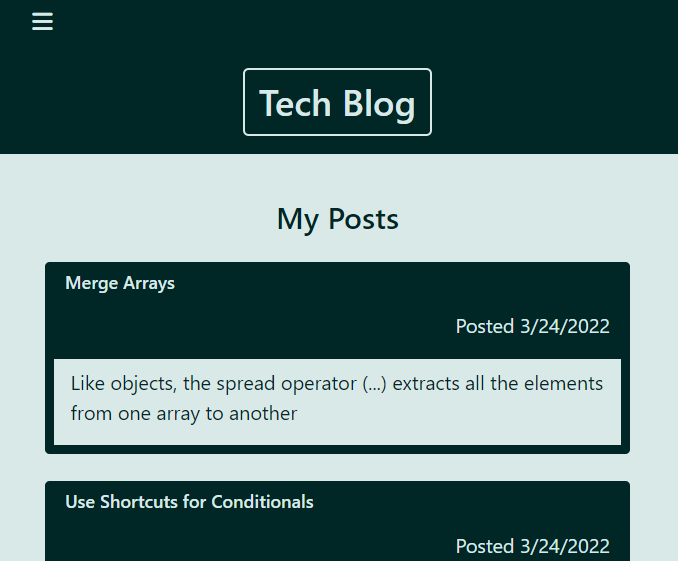 Tech Blog
My Posts
Merge Arrays
Posted 3/24/2022
Like objects, the spread operator (...) extracts all the elements
from one array to another
Use Shortcuts for Conditionals
Posted 3/24/2022